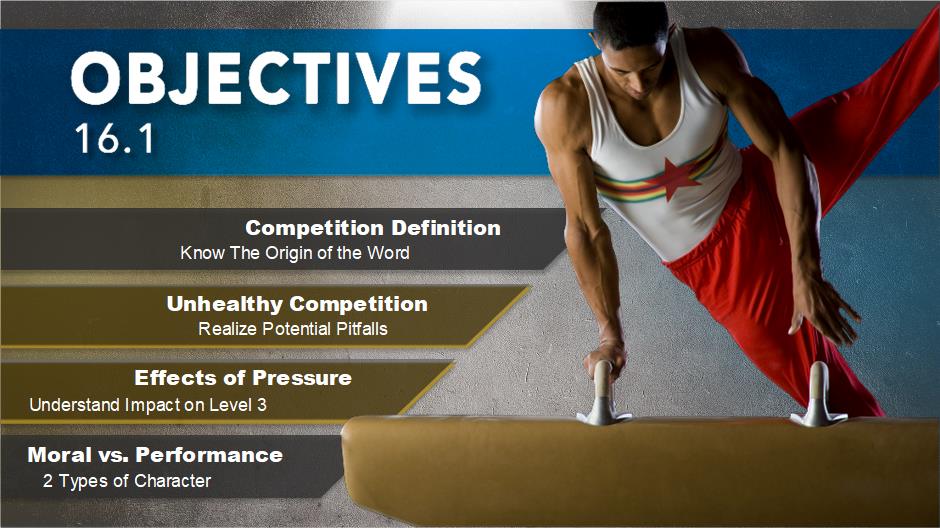 OBJECTIVES
16.1
Competition Definition
Know The Origin of the Word
Unhealthy Competition
Realize Potential Pitfalls
Effects of Pressure
Understand Impact on Level 3
Moral vs. Performance
2 Types of Character